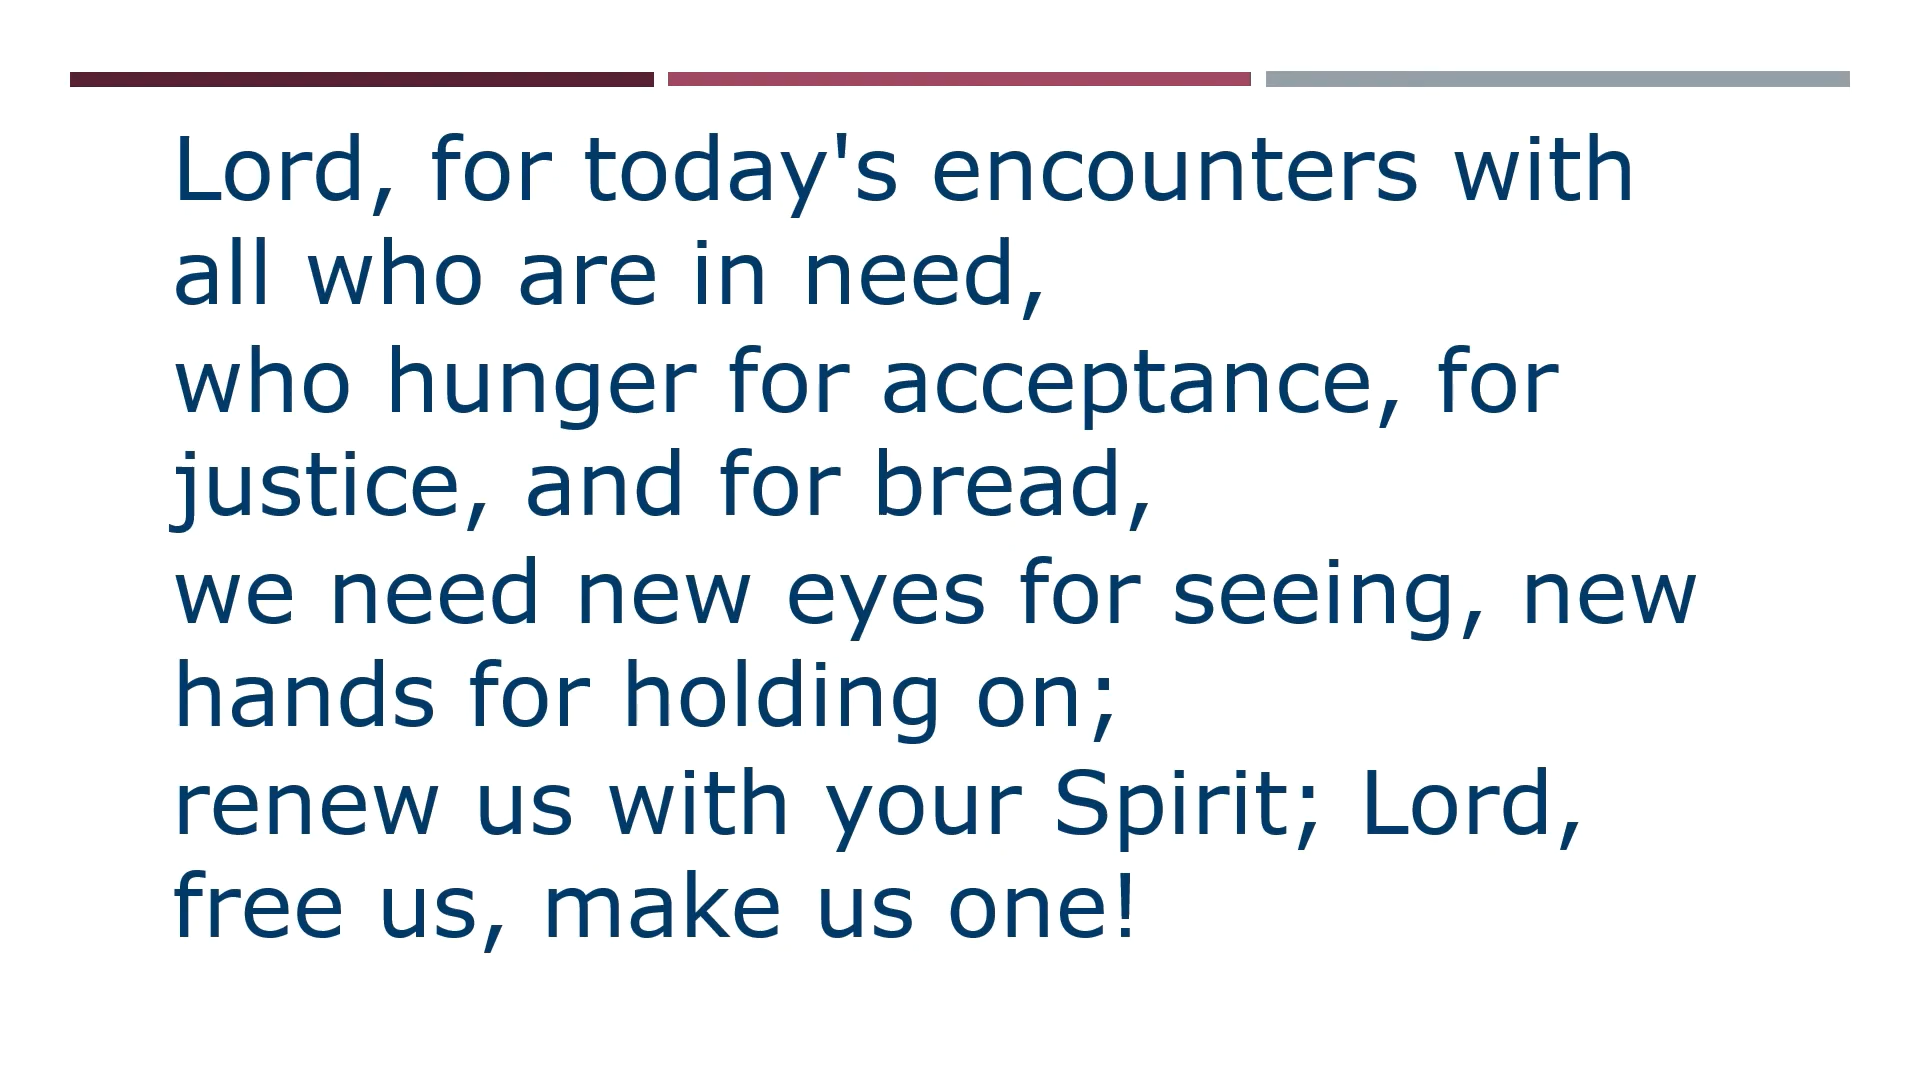 Lord, for today's encounters with
all who are in need,
who hunger for acceptance, for
justice, and for bread,
we need new eyes for seeing, new
hands for holding on;
renew us with your Spirit; Lord,
free us, make us one!